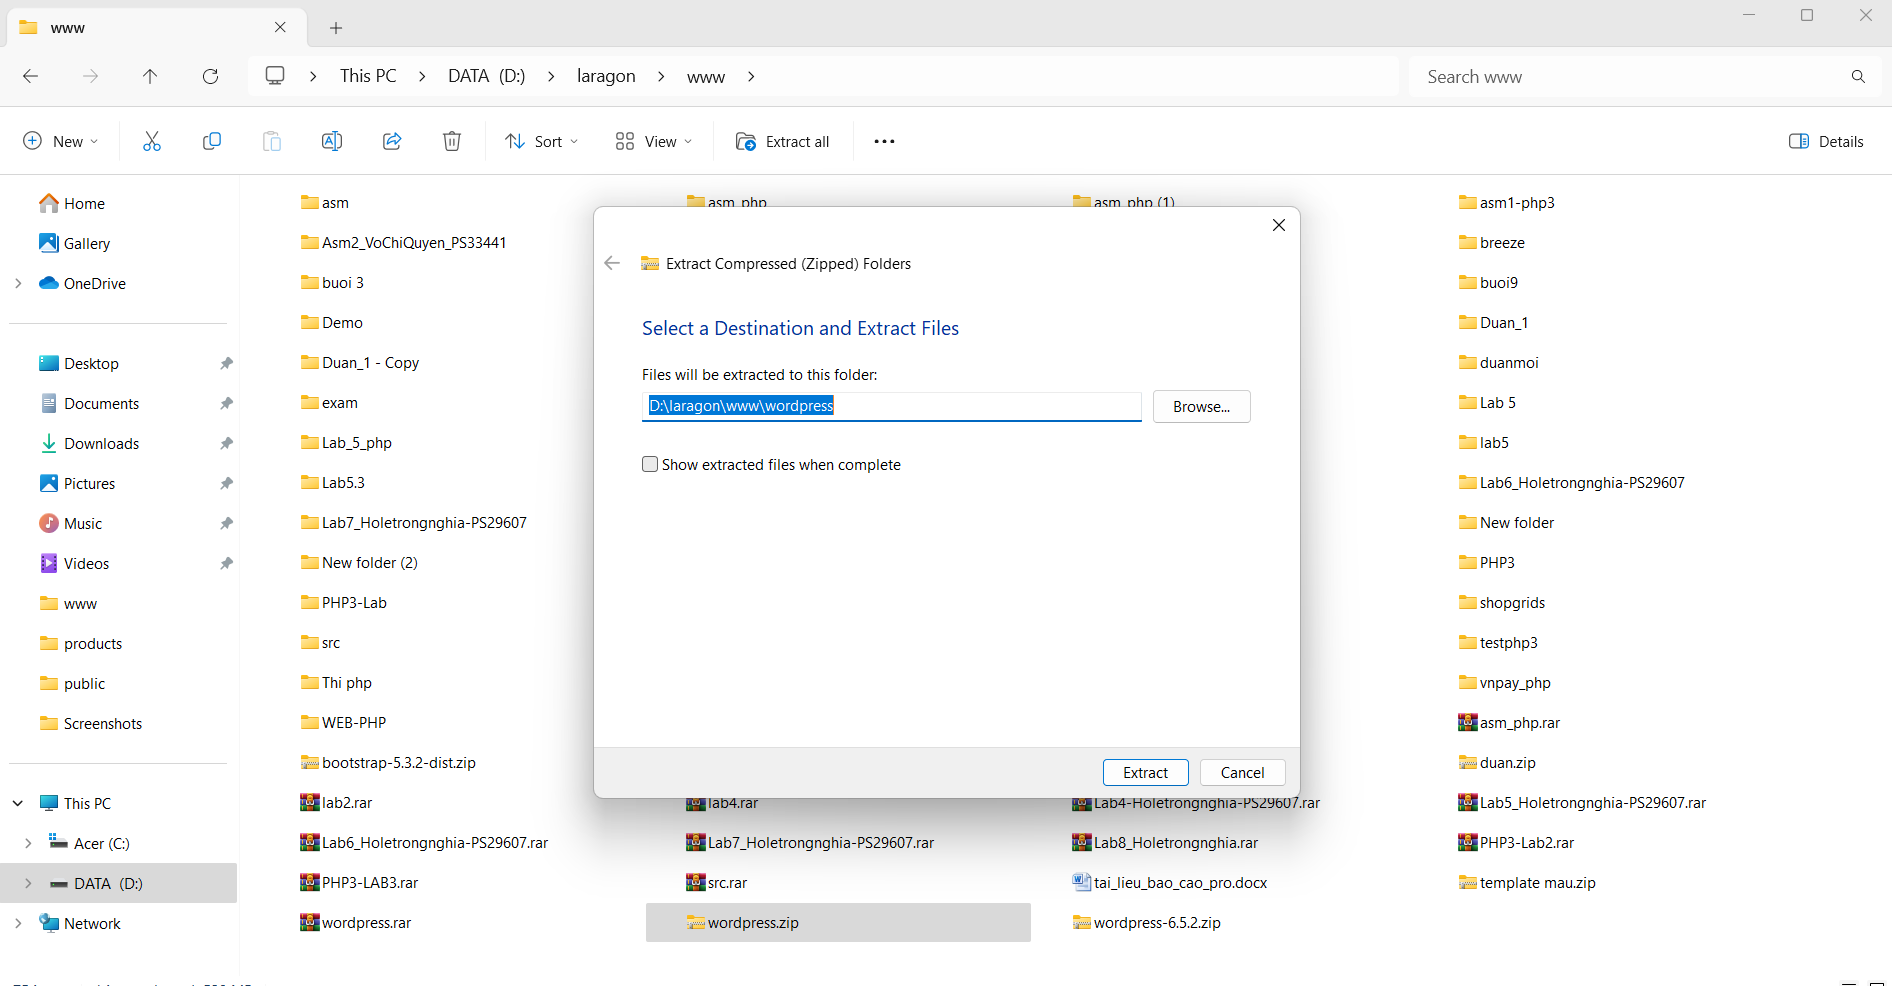 www
This PC
DATA (D:)
laragon
www
Search www
New
Sort
View
Extract all
Details
Home
Gallery
OneDrive
Desktop
Documents
Downloads
Pictures
Music
Videos
www
products
public
Screenshots
This PC
Acer (C:)
DATA (D:)
Network
asm
asm_php
asm_php (1)
asm1-php3
Asm2_VoChiQuyen_PS33441
breeze
buoi 3
buoi9
Demo
Duan_1
Duan_1 - Copy
duanmoi
exam
Lab 5
Lab_5_php
lab5
Lab5.3
Lab6_Holetrongnghia-PS29607
Lab7_Holetrongnghia-PS29607
New folder
New folder (2)
PHP3
PHP3-Lab
shopgrids
src
testphp3
Thi php
vnpay_php
WEB-PHP
asm_php.rar
bootstrap-5.3.2-dist.zip
duan.zip
lab2.rar
lab4.rar
Lab4-Holetrongnghia-PS29607.rar
Lab5_Holetrongnghia-PS29607.rar
Lab6_Holetrongnghia-PS29607.rar
Lab7_Holetrongnghia-PS29607.rar
Lab8_Holetrongnghia.rar
PHP3-Lab2.rar
PHP3-LAB3.rar
src.rar
tai_lieu_bao_cao_pro.docx
template mau.zip
wordpress.rar
wordpress.zip
wordpress-6.5.2.zip
Extract Compressed (Zipped) Folders
Select a Destination and Extract Files
Files will be extracted to this folder:
D:\laragon\www\wordpress
Browse...
Show extracted files when complete
Extract
Cancel